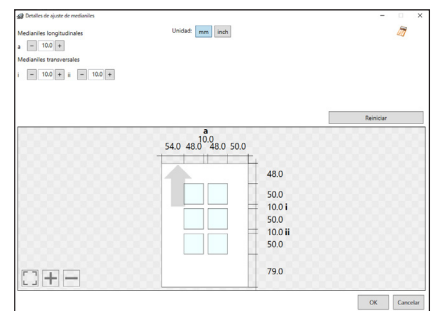 Detalles de ajuste de medianiles
Medianiles longitudinales
Unidad: mm inch
a − 10.0 +
Medianiles transversales
i − 10.0 + ii − 10.0 +
Reiniciar
a
10.0
54.0 48.0 48.0 50.0
48.0
50.0
10.0 i
50.0
10.0 ii
50.0
79.0
OK Cancelar